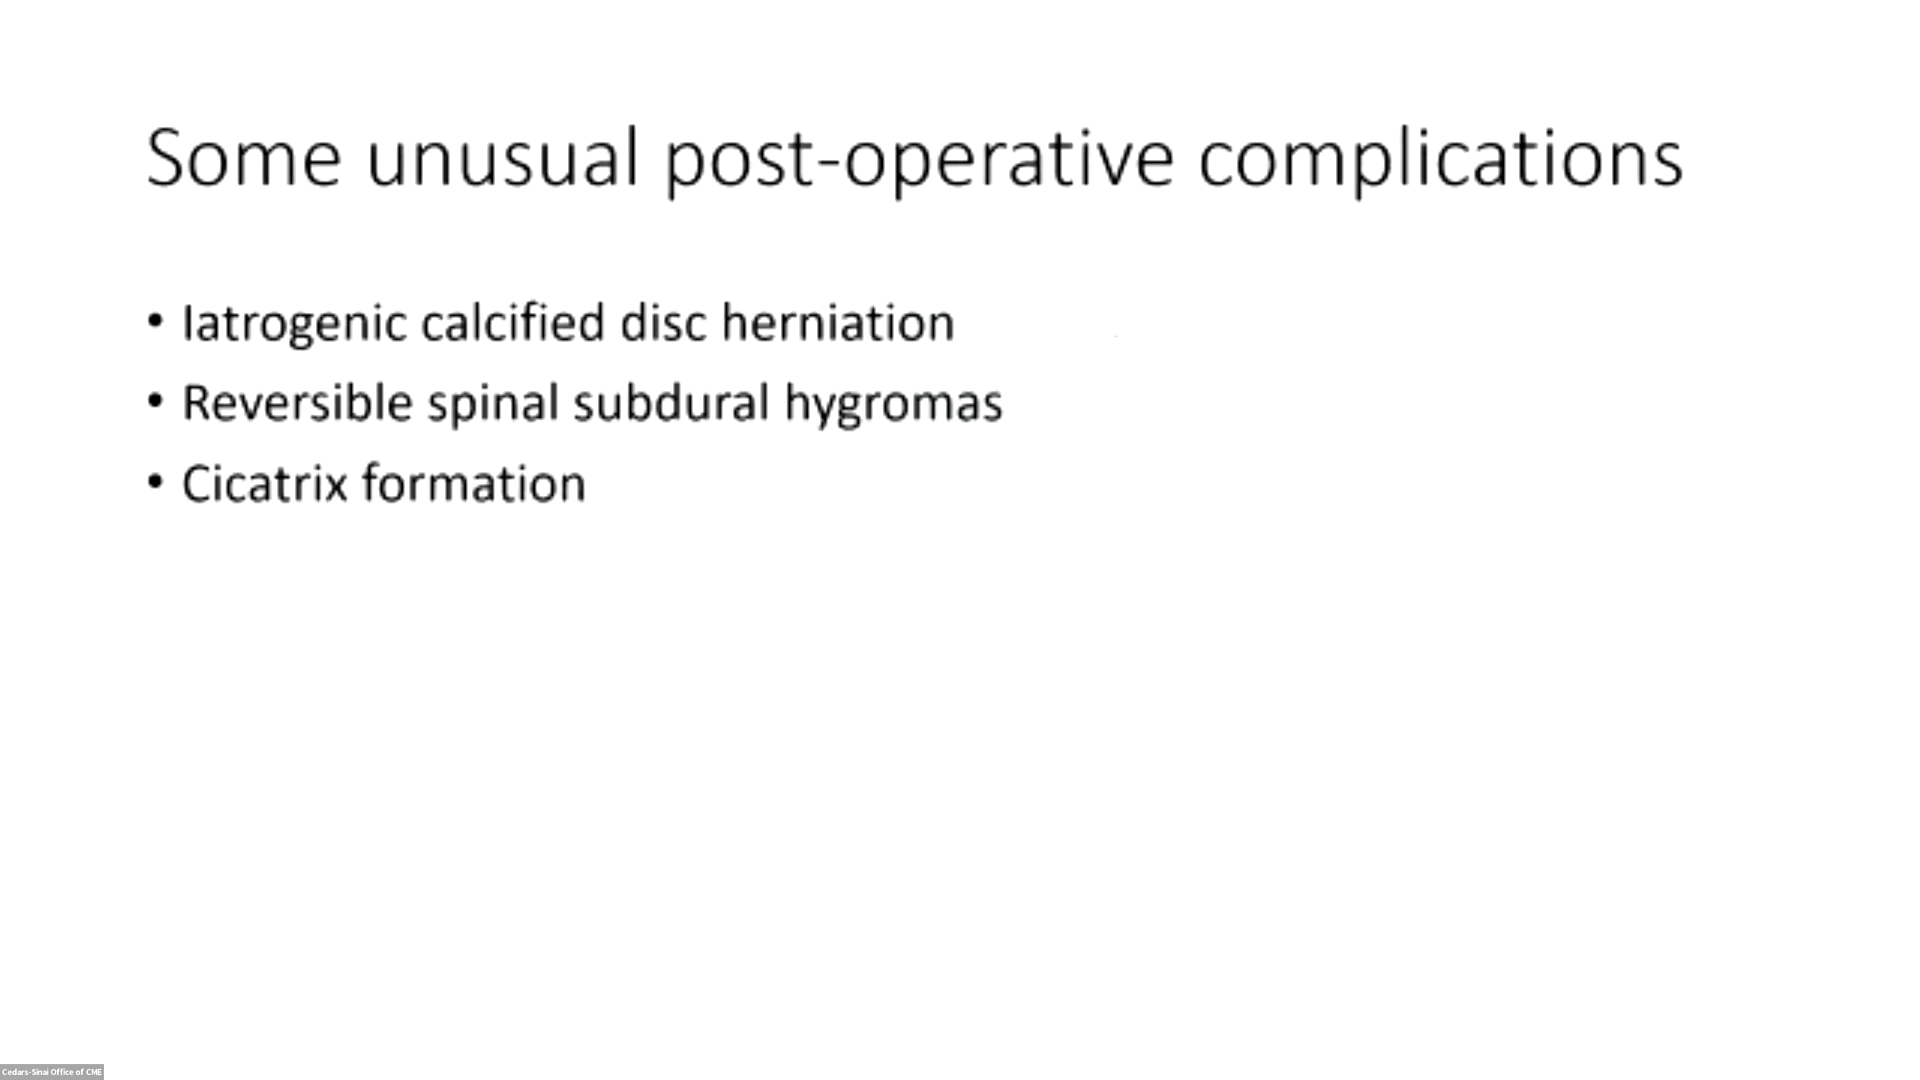 Some unusual post-operative complications
• Iatrogenic calcified disc herniation
• Reversible spinal subdural hygromas
• Cicatrix formation
Cedars-Sinai Office of CME